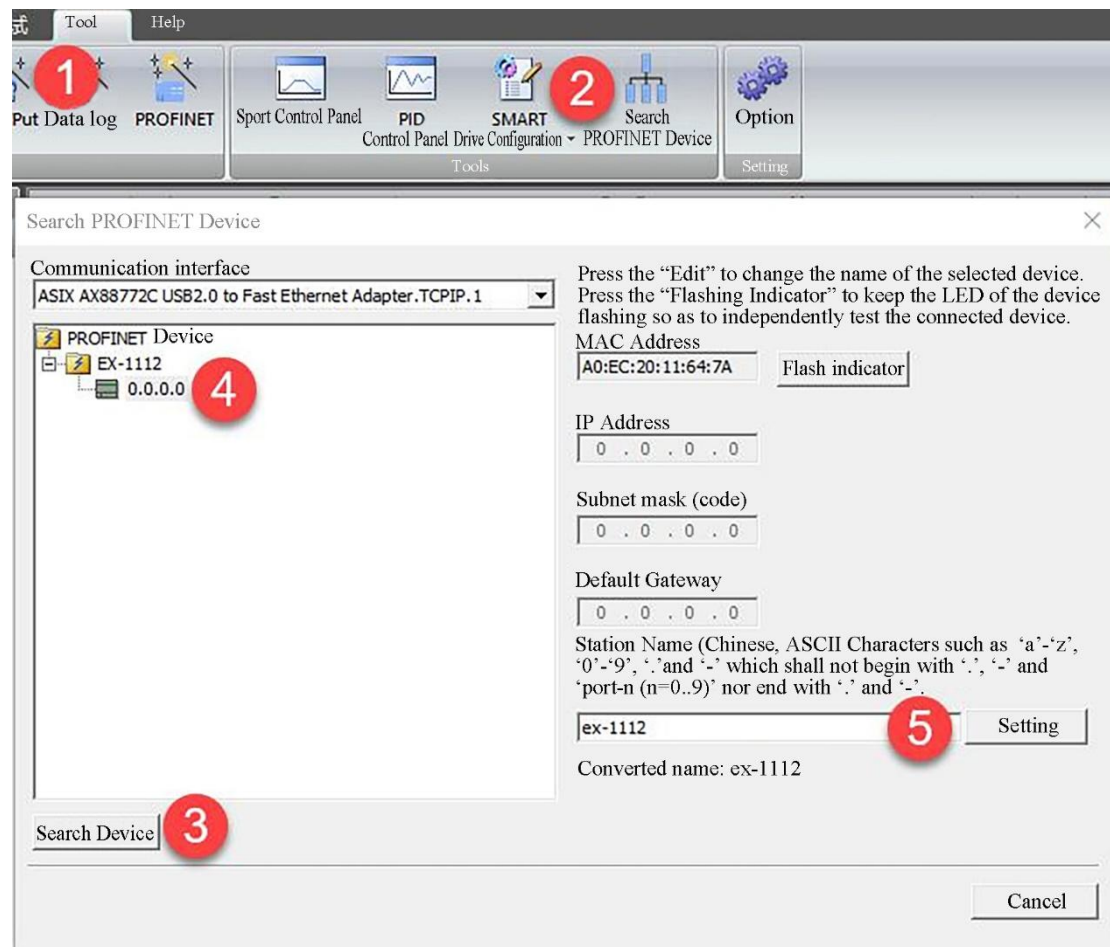 式 Tool Help
1
Put Data log PROFINET
Sport Control Panel PID SMART 2 Search
Control Panel Drive Configuration PROFINET Device
Option
Tools
Setting
Search PROFINET Device
Communication interface
ASIX AX88772C USB2.0 to Fast Ethernet Adapter.TCPIP.1
PROFINET Device
EX-1112
0.0.0.0
4
Search Device
3
Press the “Edit” to change the name of the selected device.
Press the “Flashing Indicator” to keep the LED of the device
flashing so as to independently test the connected device.
MAC Address
A0:EC:20:11:64:7A Flash indicator
IP Address
0 . 0 . 0 . 0
Subnet mask (code)
0 . 0 . 0 . 0
Default Gateway
0 . 0 . 0 . 0
Station Name (Chinese, ASCII Characters such as ‘a’-‘z’,
‘0’-‘9’, ‘.’and ‘-’ which shall not begin with ‘.’, ‘-’ and
‘port-n (n=0..9)’ nor end with ‘.’ and ‘-’.
ex-1112 5 Setting
Converted name: ex-1112
Cancel